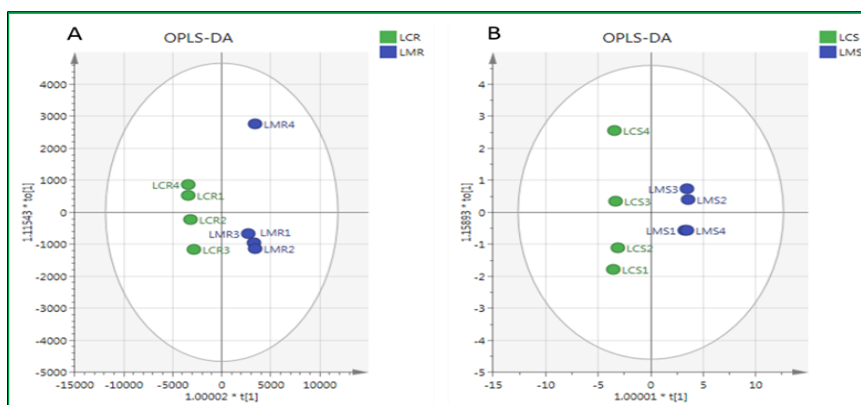 A
OPLS-DA
LCR
LMR
4000
3000
2000
1000
0
-1000
-2000
-3000
-4000
-5000
1.11543 * to[1]
LMR4
LCR4
LCR1
LCR2
LMR3
LMR1
LCR3
LMR2
-15000 -10000 -5000 0 5000 10000
1.00002 * t[1]
B
OPLS-DA
LCS
LMS
4
3
2
1
0
-1
-2
-3
-4
-5
1.15893 * to[1]
LCS4
LMS3
LCS3
LMS2
LMS1 LMS4
LCS2
LCS1
-15 -10 -5 0 5 10
1.00001 * t[1]